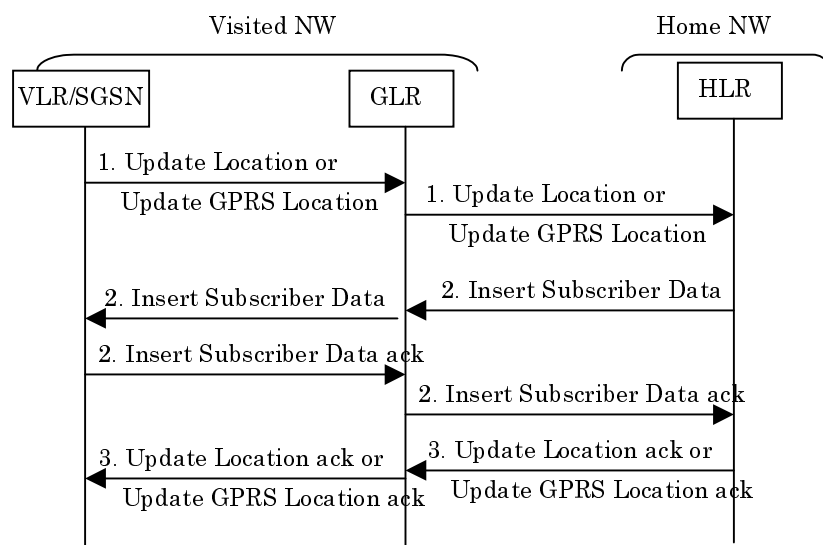 Visited NW
Home NW
VLR/SGSN
GLR
HLR
1. Update Location or
Update GPRS Location
1. Update Location or
Update GPRS Location
2. Insert Subscriber Data
2. Insert Subscriber Data
2. Insert Subscriber Data ack
2. Insert Subscriber Data ack
3. Update Location ack or
Update GPRS Location ack
3. Update Location ack or
Update GPRS Location ack